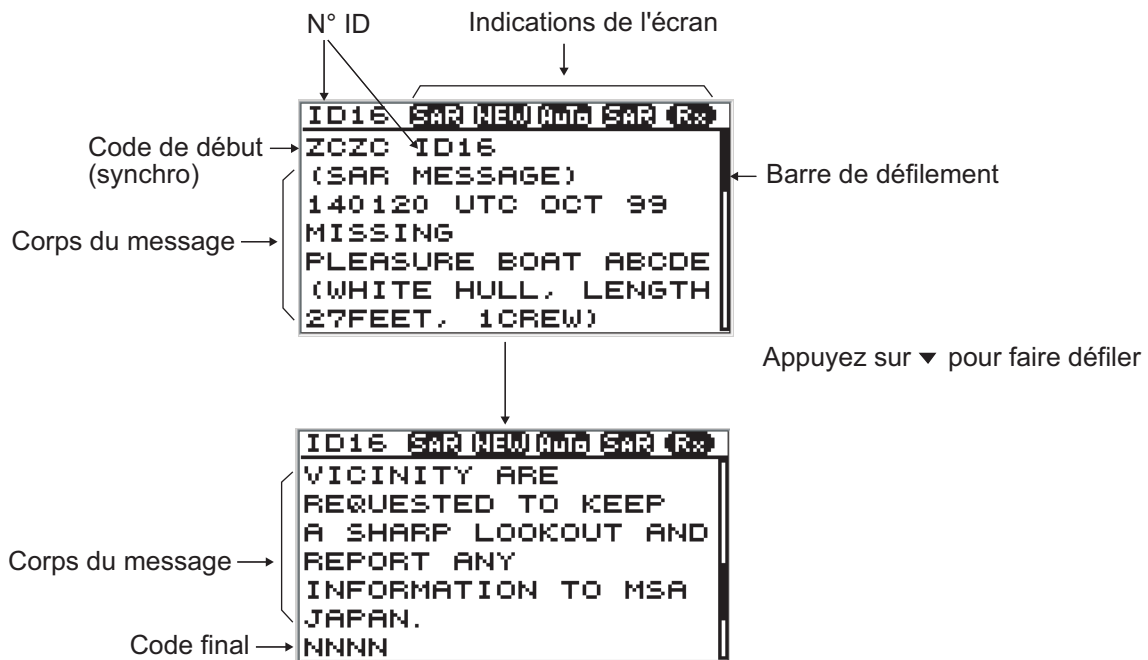 N° ID
Indications de l'écran
ID16 SAR NEW AuTo SAR Rx
Code de début
(synchro)
ZCZC ID16
(SAR MESSAGE)
140120 UTC OCT 99
MISSING
PLEASURE BOAT ABCDE
(WHITE HULL, LENGTH
27FEET, 1CREW)
Barre de défilement
Corps du message
Appuyez sur ▼ pour faire défiler
ID16 SAR NEW AuTo SAR Rx
VICINITY ARE
REQUESTED TO KEEP
A SHARP LOOKOUT AND
REPORT ANY
INFORMATION TO MSA
JAPAN.
Corps du message
Code final
NNNN